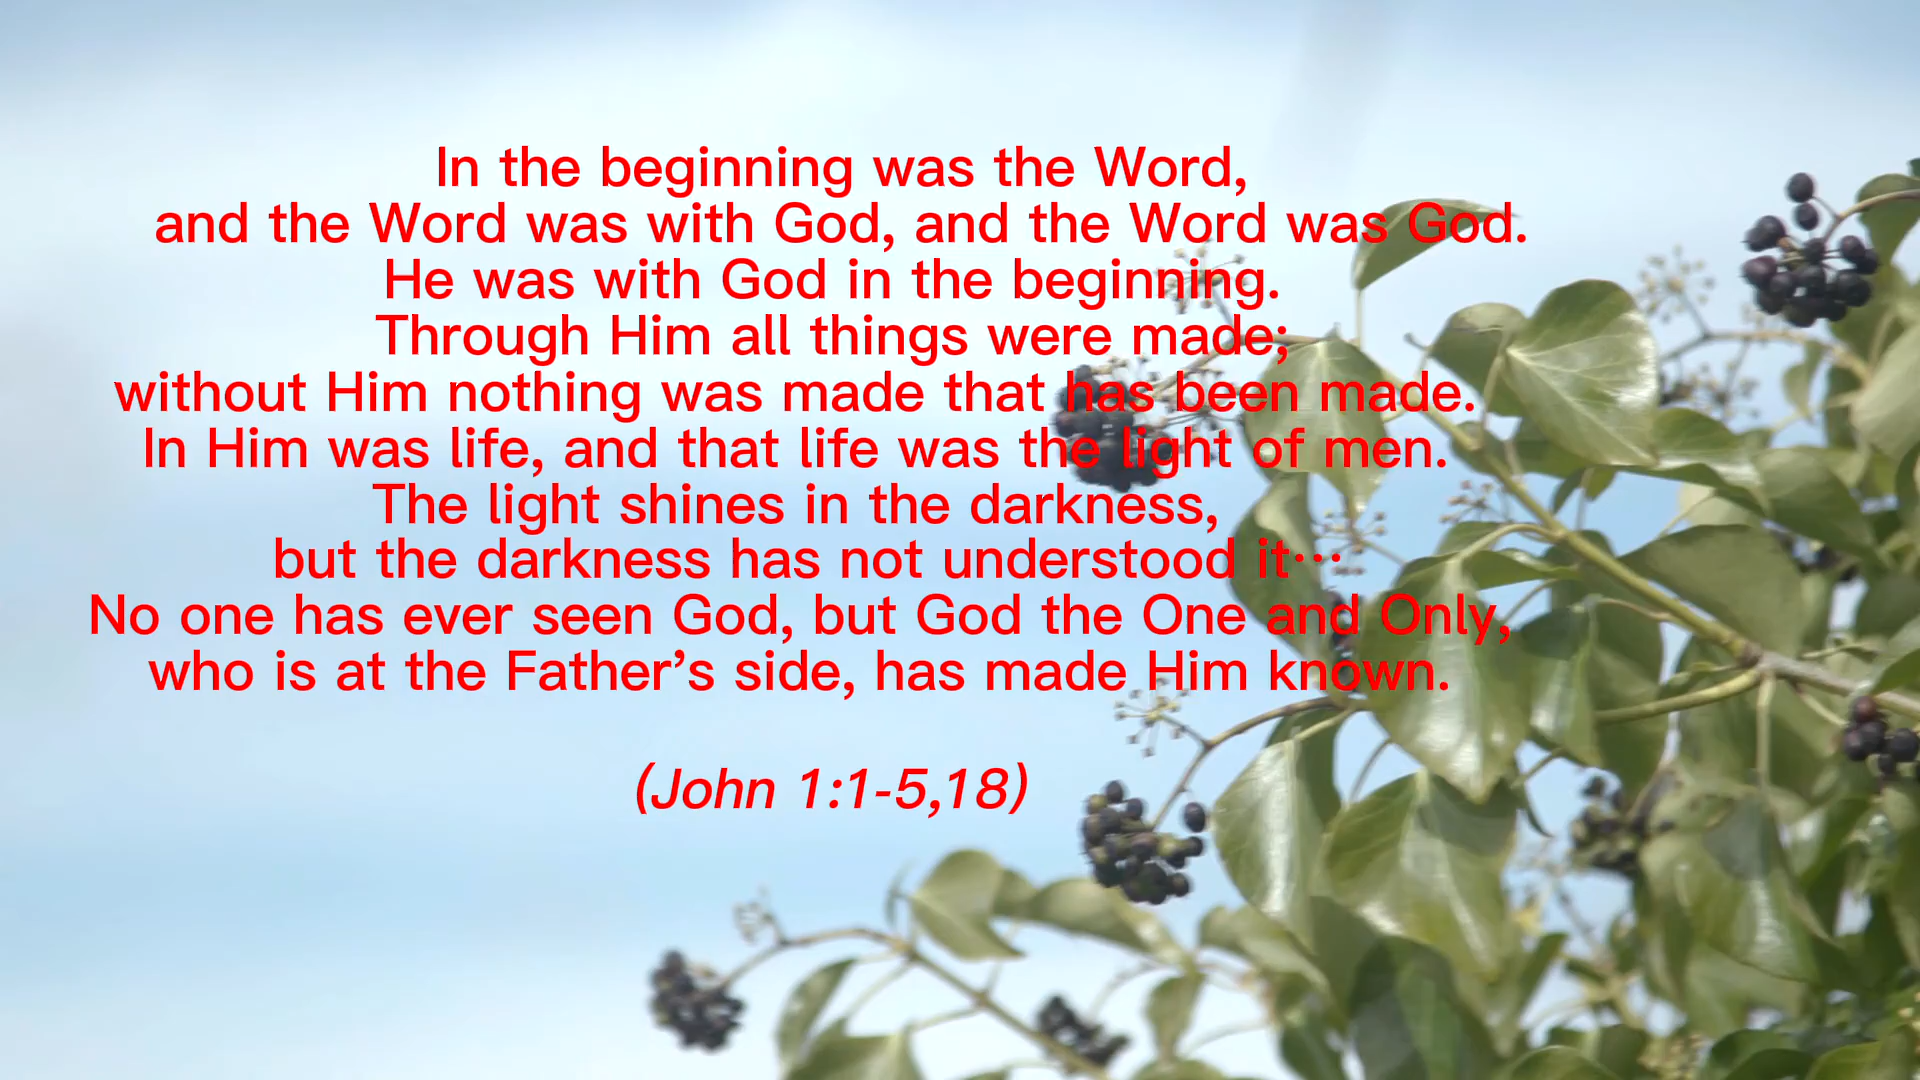 In the beginning was the Word,
and the Word was with God, and the Word was God.
He was with God in the beginning.
Through Him all things were made;
without Him nothing was made that has been made.
In Him was life, and that life was the light of men.
The light shines in the darkness,
but the darkness has not understood it···
No one has ever seen God, but God the One and Only,
who is at the Father’s side, has made Him known.
(John 1:1-5,18)